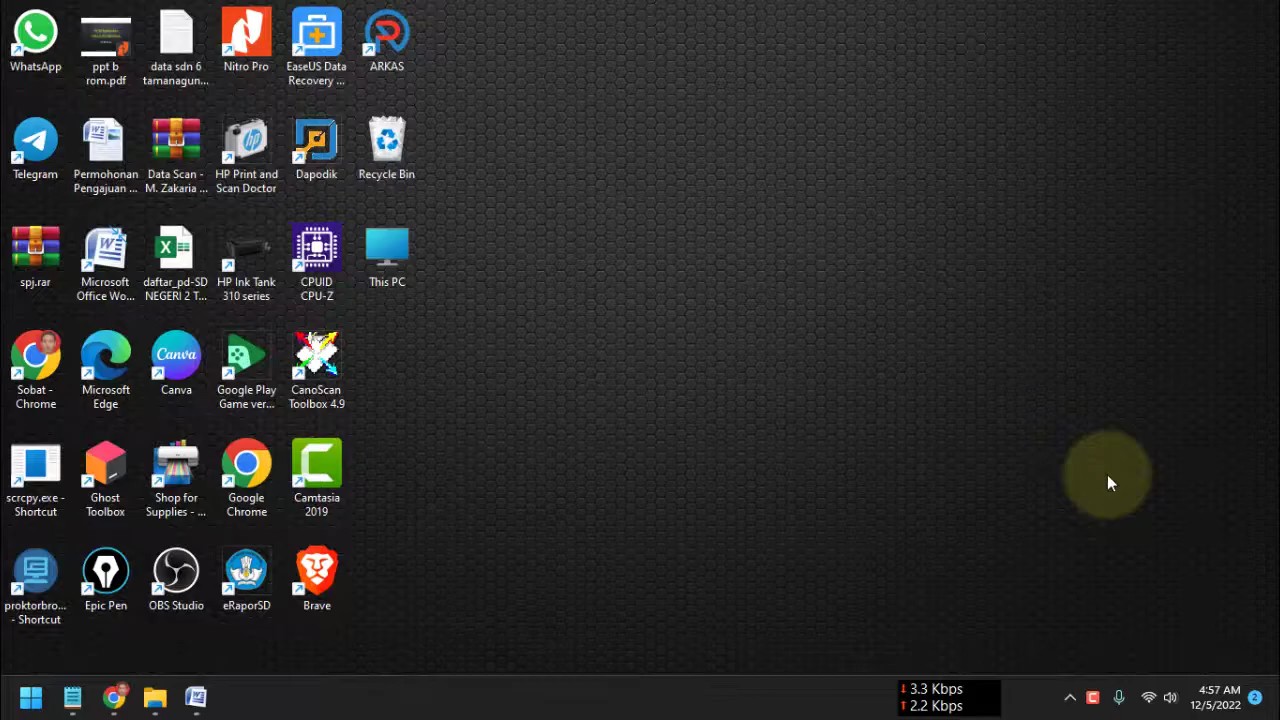 WhatsApp
ppt b
rom.pdf
data sdn 6
tamanagun...
Nitro Pro
EaseUS Data
Recovery ...
ARKAS
Telegram
Permohonan
Pengajuan ...
Data Scan -
M. Zakaria ...
HP Print and
Scan Doctor
Dapodik
Recycle Bin
spj.rar
Microsoft
Office Wo...
daftar_pd-SD
NEGERI 2 T...
HP Ink Tank
310 series
CPUID
CPU-Z
This PC
Sobat -
Chrome
Microsoft
Edge
Canva
Canva
Google Play
Game ver...
CanoScan
Toolbox 4.9
scrcpy.exe -
Shortcut
Ghost
Toolbox
Shop for
Supplies - ...
Google
Chrome
Camtasia
2019
proktorbro...
- Shortcut
Epic Pen
OBS Studio
eRaporSD
Brave
3.3 Kbps
2.2 Kbps
4:57 AM
12/5/2022
2